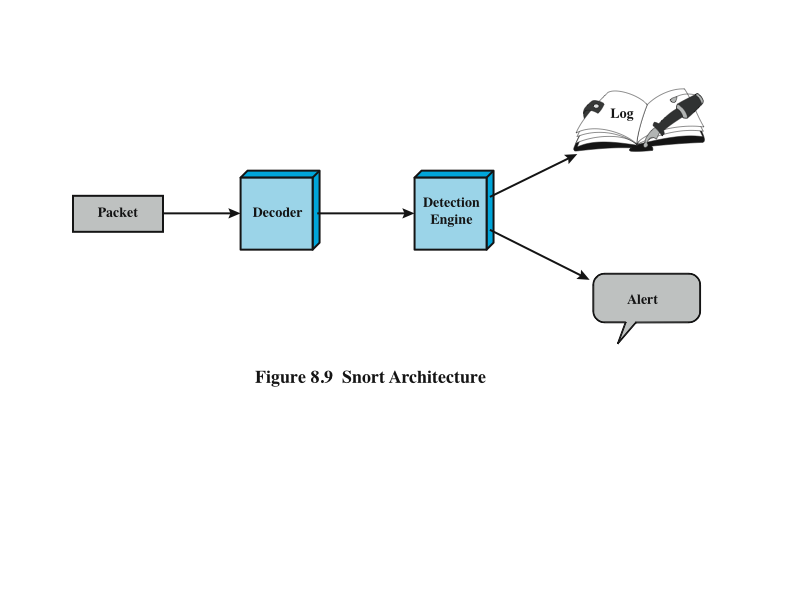 Log
Packet
Decoder
Detection
Engine
Alert
Figure 8.9  Snort Architecture